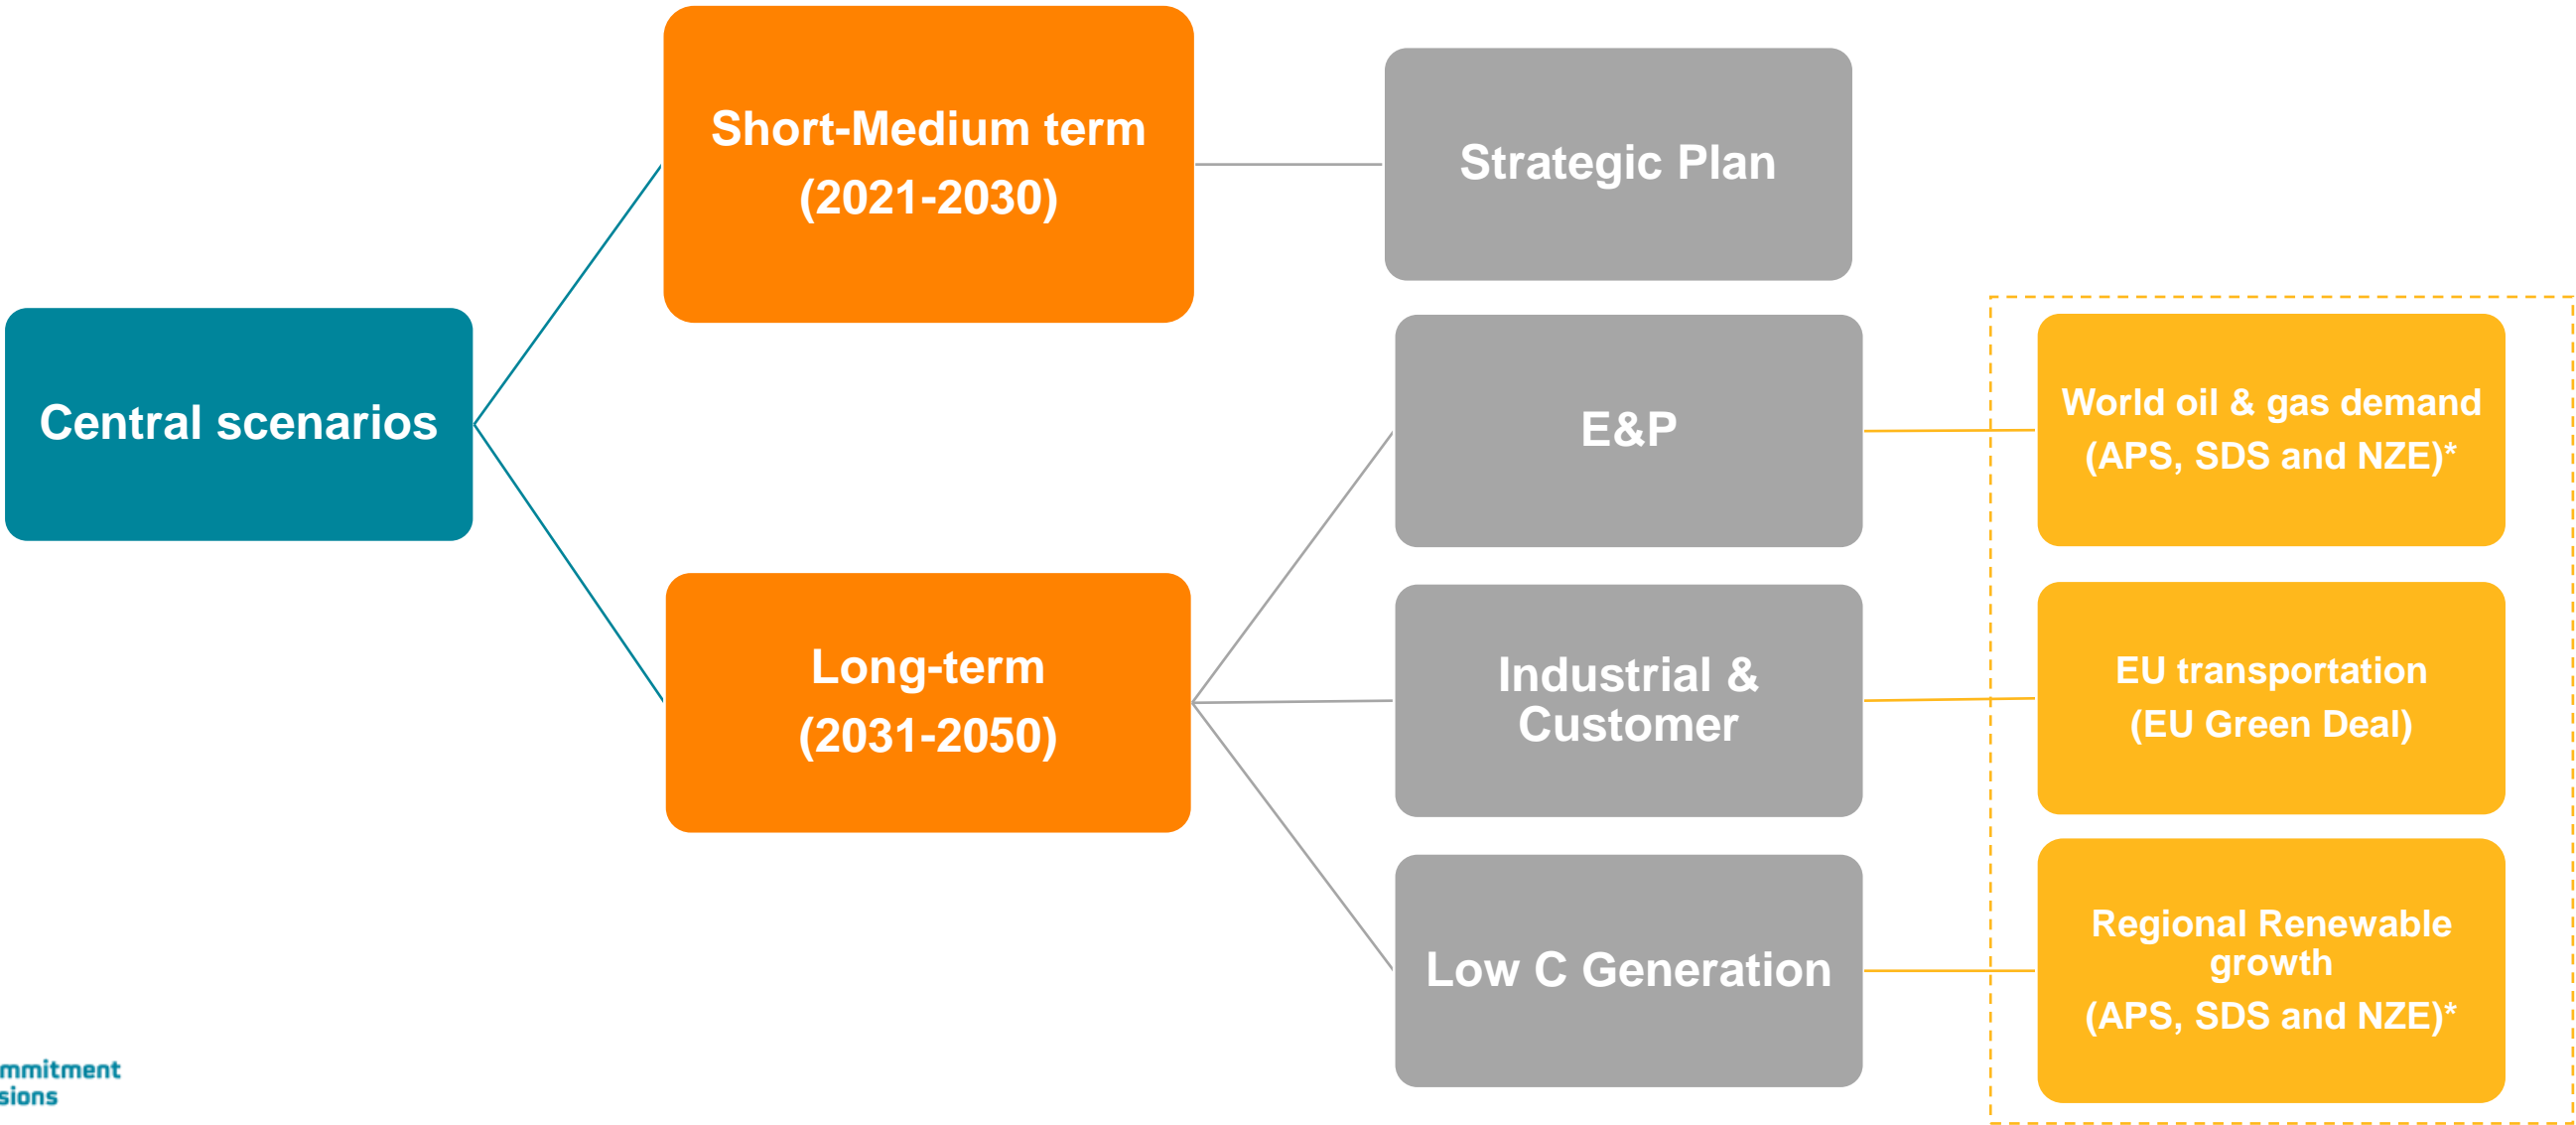 Central scenarios
Short-Medium term
(2021-2030)
Long-term
(2031-2050)
Strategic Plan
E&P
Industrial &
Customer
Low C Generation
World oil & gas demand
(APS, SDS and NZE)*
EU transportation
(EU Green Deal)
Regional Renewable
growth
(APS, SDS and NZE)*
mmitment
sions